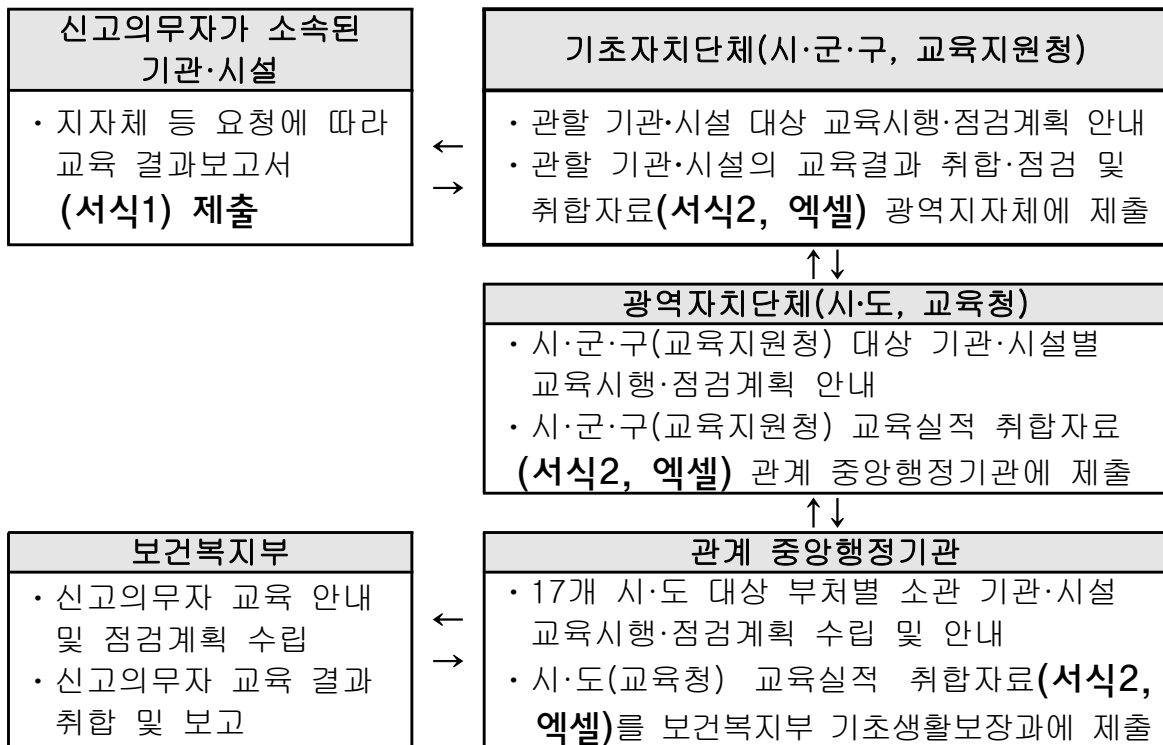 신고의무자가 소속된
기관·시설
· 지자체 등 요청에 따라
교육 결과보고서
(서식1) 제출
←
→
기초자치단체(시·군·구, 교육지원청)
· 관할 기관·시설 대상 교육시행·점검계획 안내
· 관할 기관·시설의 교육결과 취합·점검 및
취합자료(서식2, 엑셀) 광역지자체에 제출
↑↓
광역자치단체(시·도, 교육청)
· 시·군·구(교육지원청) 대상 기관·시설별
교육시행·점검계획 안내
· 시·군·구(교육지원청) 교육실적 취합자료
(서식2, 엑셀) 관계 중앙행정기관에 제출
↑↓
보건복지부
· 신고의무자 교육 안내
및 점검계획 수립
· 신고의무자 교육 결과
취합 및 보고
←
→
관계 중앙행정기관
· 17개 시·도 대상 부처별 소관 기관·시설
교육시행·점검계획 수립 및 안내
· 시·도(교육청) 교육실적 취합자료(서식2,
엑셀)를 보건복지부 기초생활보장과에 제출